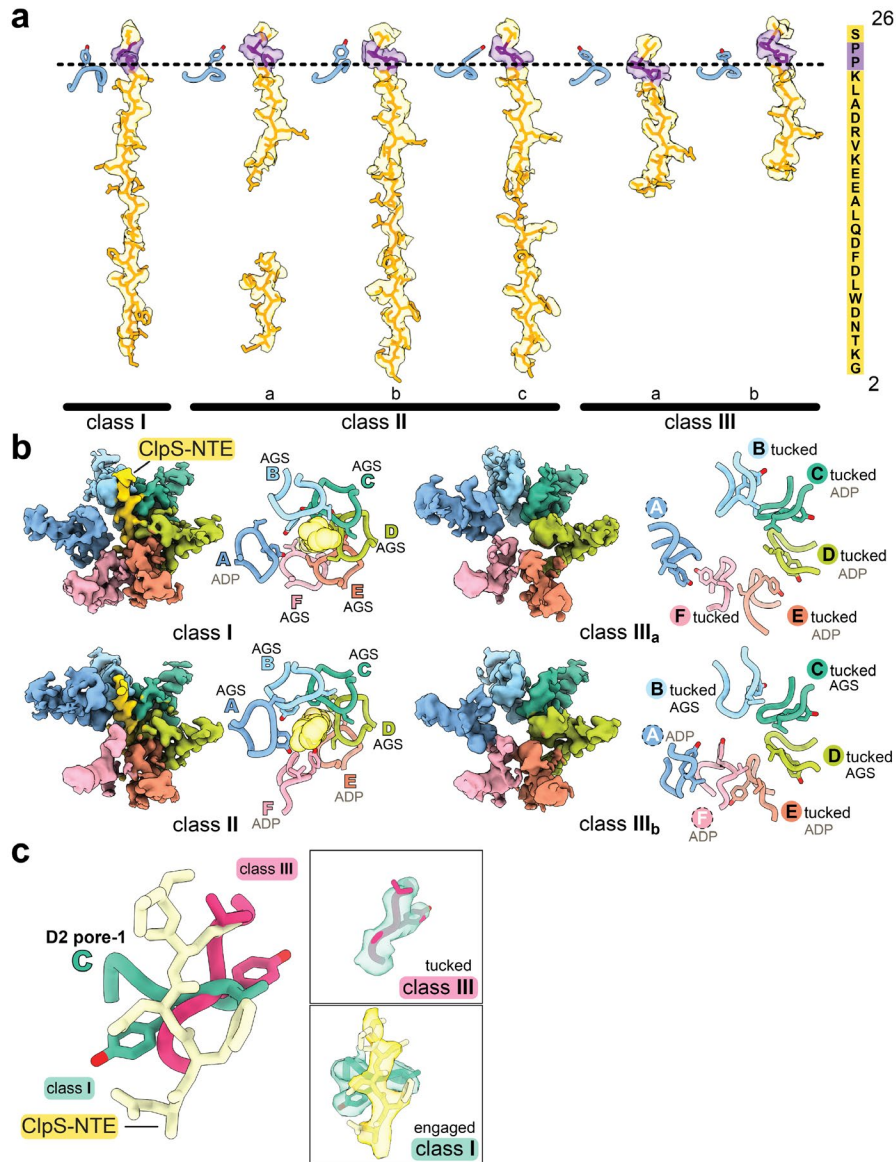 a
26
S
P
P
K
L
A
D
R
V
K
E
E
A
L
Q
D
F
D
L
W
D
N
T
K
G
2
a
b
c
a
b
class I
class II
class III
b
ClpS-NTE
AGS
B
AGS
C
A
ADP
D
AGS
F
AGS
E
AGS
class I
B tucked
C tucked
ADP
A
D tucked
ADP
F tucked
E tucked
ADP
class IIIa
AGS
B
AGS
C
AGS
A
D
AGS
E
ADP
F
ADP
class II
C tucked
AGS
B tucked
AGS
A ADP
D tucked
AGS
F
ADP
E tucked
ADP
class IIIb
c
class III
D2 pore-1
C
class I
ClpS-NTE
tucked
class III
engaged
class I